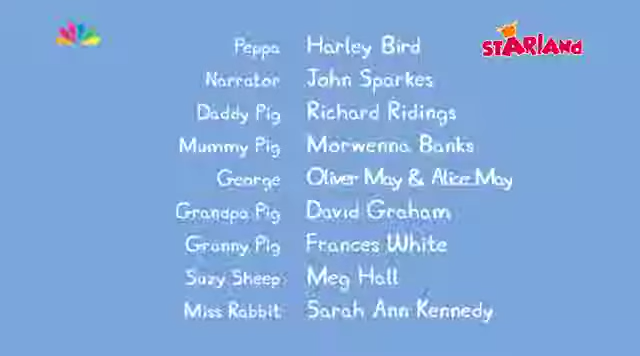 STARLAND
Peppa Harley Bird
Narrator John Sparkes
Daddy Pig Richard Ridings
Mummy Pig Morwenna Banks
George Oliver May & Alice May
Grandpa Pig David Graham
Granny Pig Frances White
Suzy Sheep Meg Hall
Miss Rabbit Sarah Ann Kennedy